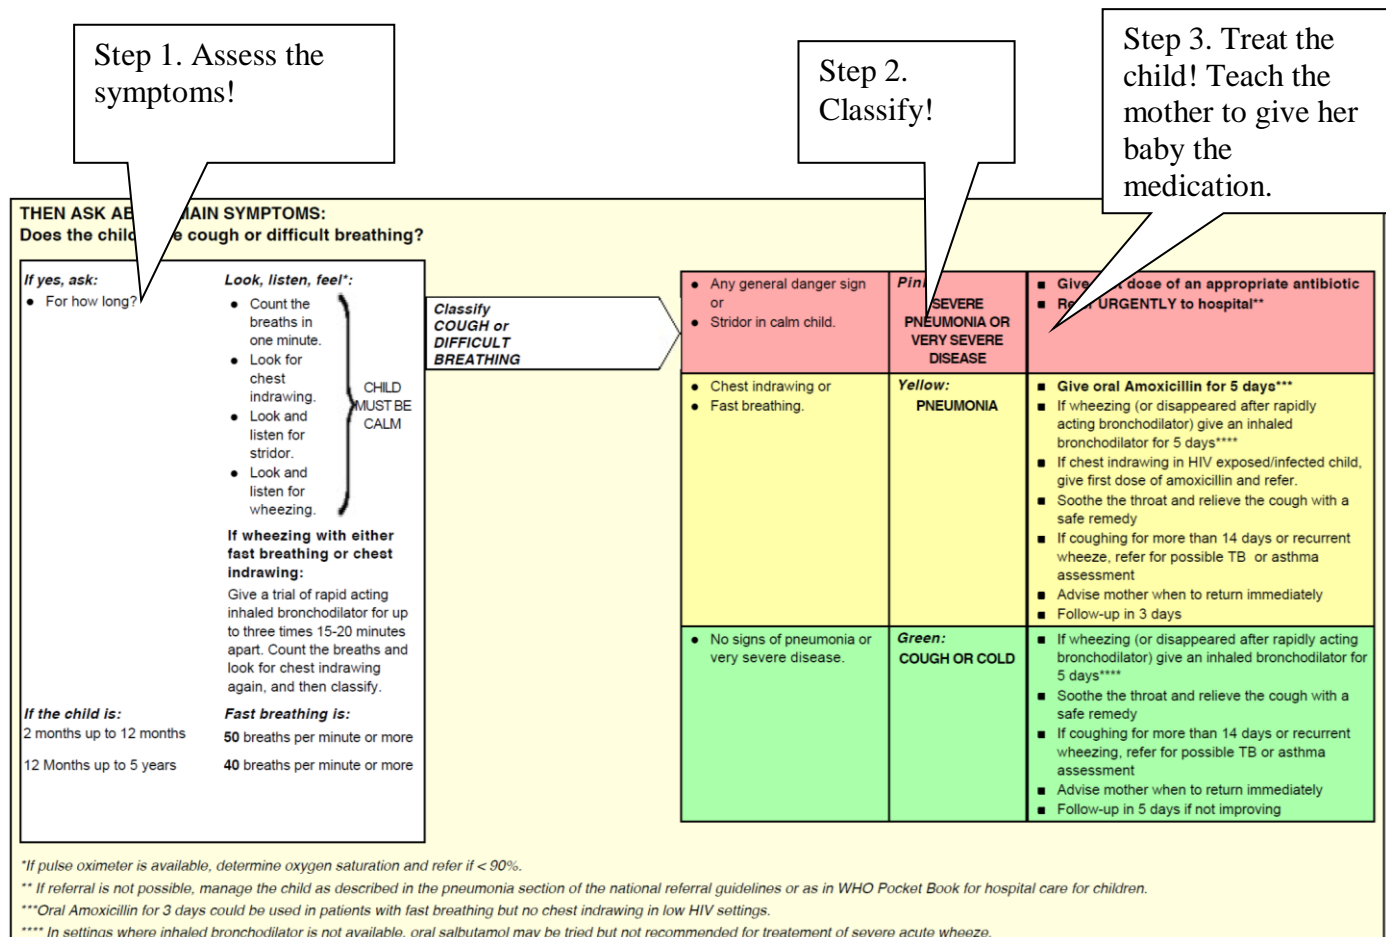 Step 1. Assess the
symptoms!
Step 2.
Classify!
Step 3. Treat the
child! Teach the
mother to give her
baby the
medication.
THEN ASK AB AIN SYMPTOMS:
Does the child e cough or difficult breathing?
If yes, ask:
● For how long?
Look, listen, feel*:
● Count the
breaths in
one minute.
● Look for
chest
indrawing.
● Look and
listen for
stridor.
● Look and
listen for
wheezing.
CHILD
MUST BE
CALM
If wheezing with either
fast breathing or chest
indrawing:
Give a trial of rapid acting
inhaled bronchodilator for up
to three times 15-20 minutes
apart. Count the breaths and
look for chest indrawing
again, and then classify.
If the child is:
2 months up to 12 months
12 Months up to 5 years
Fast breathing is:
50 breaths per minute or more
40 breaths per minute or more
Classify
COUGH or
DIFFICULT
BREATHING
● Any general danger sign
or
● Stridor in calm child.
Pin
SEVERE
PNEUMONIA OR
VERY SEVERE
DISEASE
■ Give t dose of an appropriate antibiotic
■ Re URGENTLY to hospital**
● Chest indrawing or
● Fast breathing.
Yellow:
PNEUMONIA
■ Give oral Amoxicillin for 5 days***
■ If wheezing (or disappeared after rapidly
acting bronchodilator) give an inhaled
bronchodilator for 5 days****
■ If chest indrawing in HIV exposed/infected child,
give first dose of amoxicillin and refer.
■ Soothe the throat and relieve the cough with a
safe remedy
■ If coughing for more than 14 days or recurrent
wheeze, refer for possible TB or asthma
assessment
■ Advise mother when to return immediately
■ Follow-up in 3 days
● No signs of pneumonia or
very severe disease.
Green:
COUGH OR COLD
■ If wheezing (or disappeared after rapidly acting
bronchodilator) give an inhaled bronchodilator for
5 days****
■ Soothe the throat and relieve the cough with a
safe remedy
■ If coughing for more than 14 days or recurrent
wheezing, refer for possible TB or asthma
assessment
■ Advise mother when to return immediately
■ Follow-up in 5 days if not improving
*If pulse oximeter is available, determine oxygen saturation and refer if < 90%.
** If referral is not possible, manage the child as described in the pneumonia section of the national referral guidelines or as in WHO Pocket Book for hospital care for children.
***Oral Amoxicillin for 3 days could be used in patients with fast breathing but no chest indrawing in low HIV settings.
**** In settings where inhaled bronchodilator is not available, oral salbutamol may be tried but not recommended for treatement of severe acute wheeze.